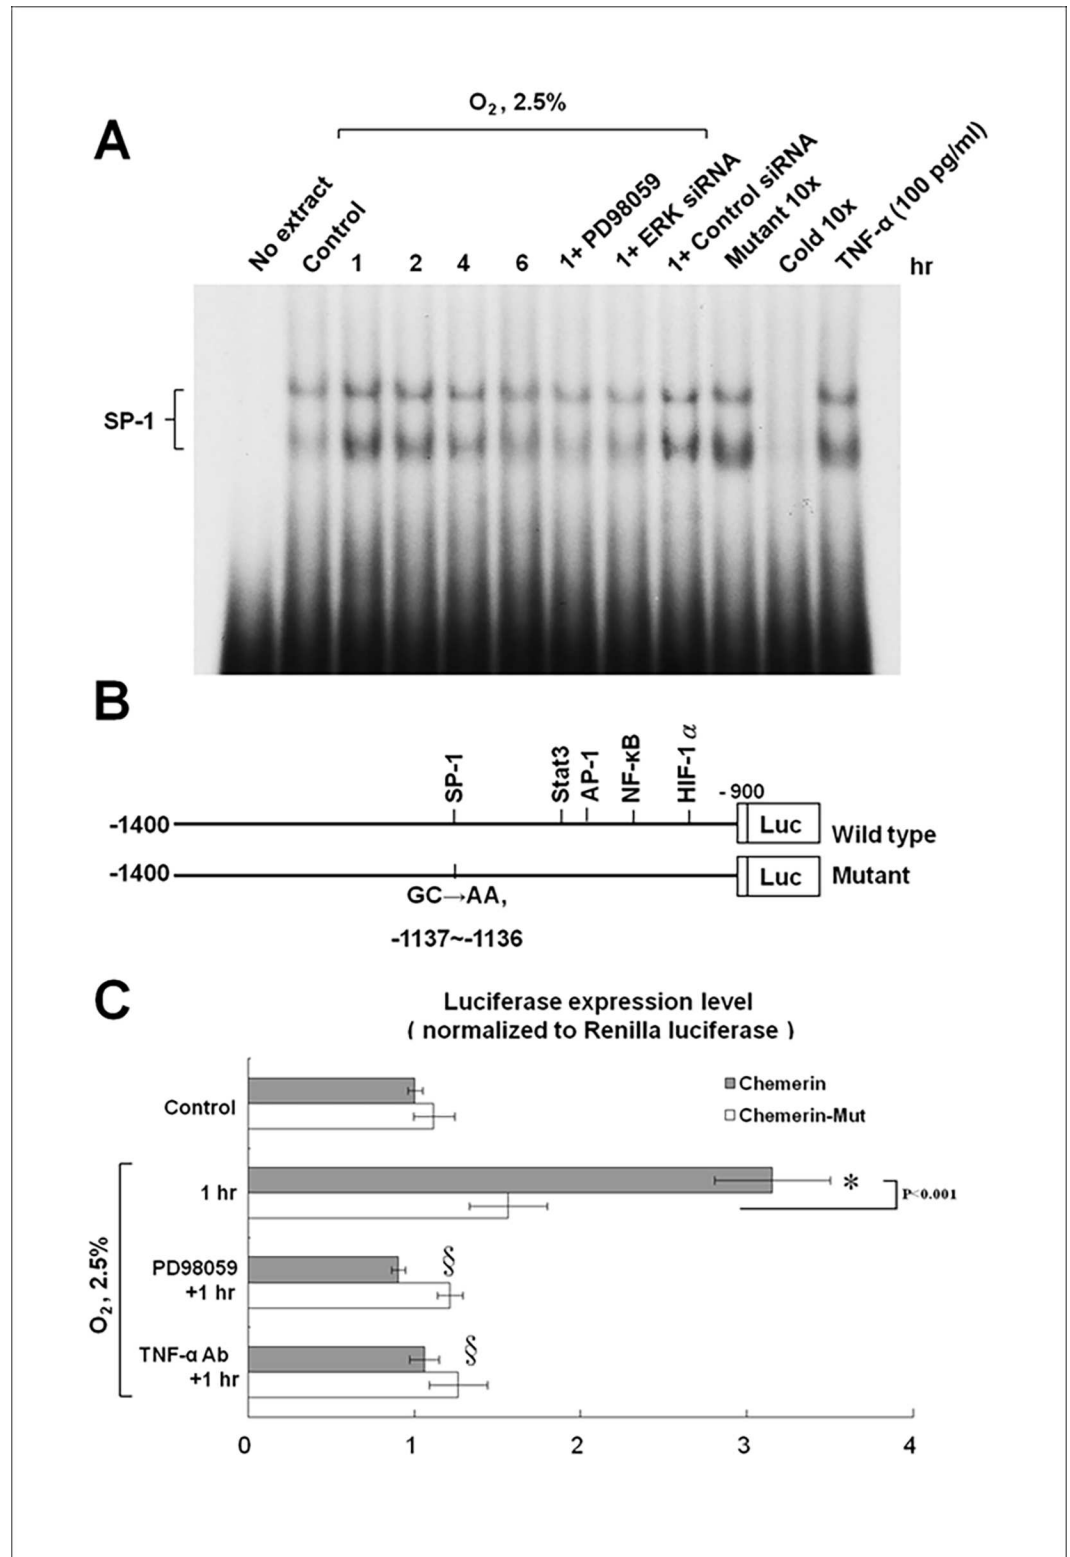 A
O2, 2.5%
No extract
Control
1
2
4
6
1+ PD98059
1+ ERK siRNA
1+ Control siRNA
Mutant 10x
Cold 10x
TNF-α (100 pg/ml)
hr
SP-1
B
SP-1
Stat3
AP-1
NF-κB
HIF-1α
-900
-1400
Luc
Wild type
-1400
Luc
Mutant
GC→AA,
-1137~-1136
C
Luciferase expression level
( normalized to Renilla luciferase )
Chemerin
Chemerin-Mut
Control
1 hr
*
P<0.001
O2, 2.5%
PD98059
+1 hr
§
TNF-α Ab
+1 hr
§
0
1
2
3
4